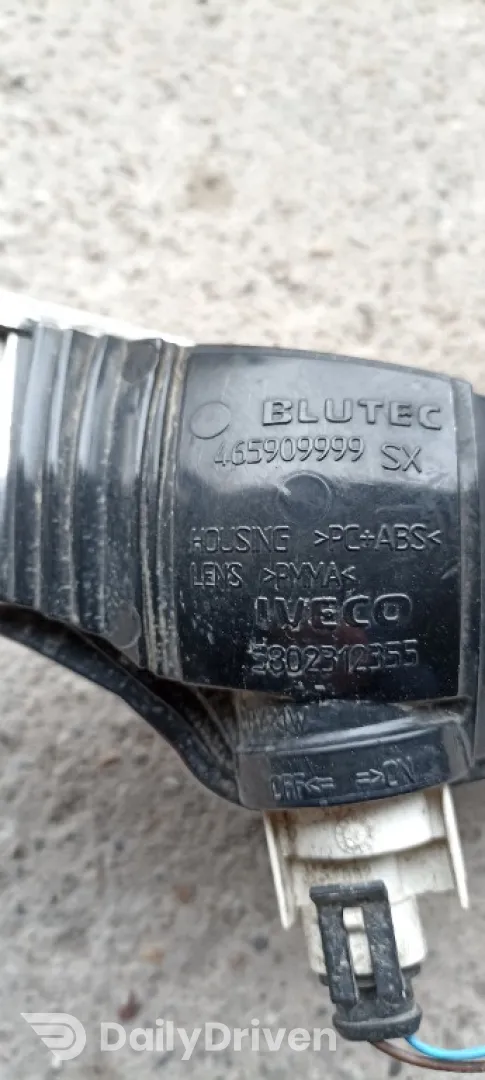 BLUTEC
465909999 SX
HOUSING >PC+ABS<
LENS >PMMA<
IVECO
5802312355
OFF⇐ ⇒ON
DailyDriven